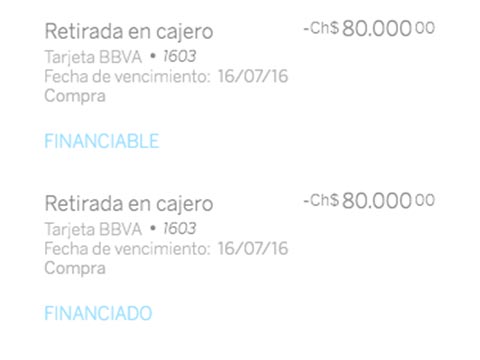 Retirada en cajero -Ch$ 80.000 00
Tarjeta BBVA • 1603
Fecha de vencimiento: 16/07/16
Compra
FINANCIABLE
Retirada en cajero -Ch$ 80.000 00
Tarjeta BBVA • 1603
Fecha de vencimiento: 16/07/16
Compra
FINANCIADO